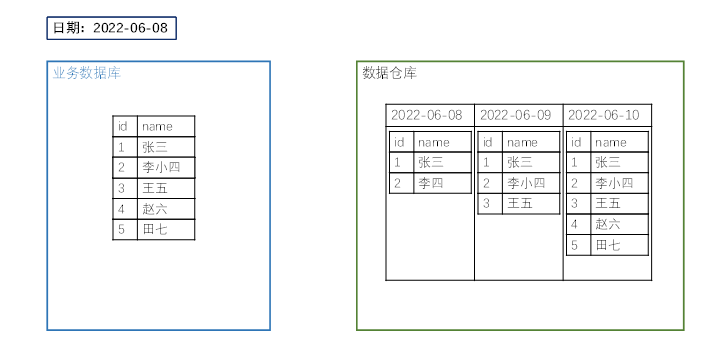 日期：2022-06-08
业务数据库
id name
1 张三
2 李小四
3 王五
4 赵六
5 田七
数据仓库
2022-06-08 2022-06-09 2022-06-10
id name id name id name
1 张三 1 张三 1 张三
2 李四 2 李小四 2 李小四
3 王五 3 王五
4 赵六
5 田七